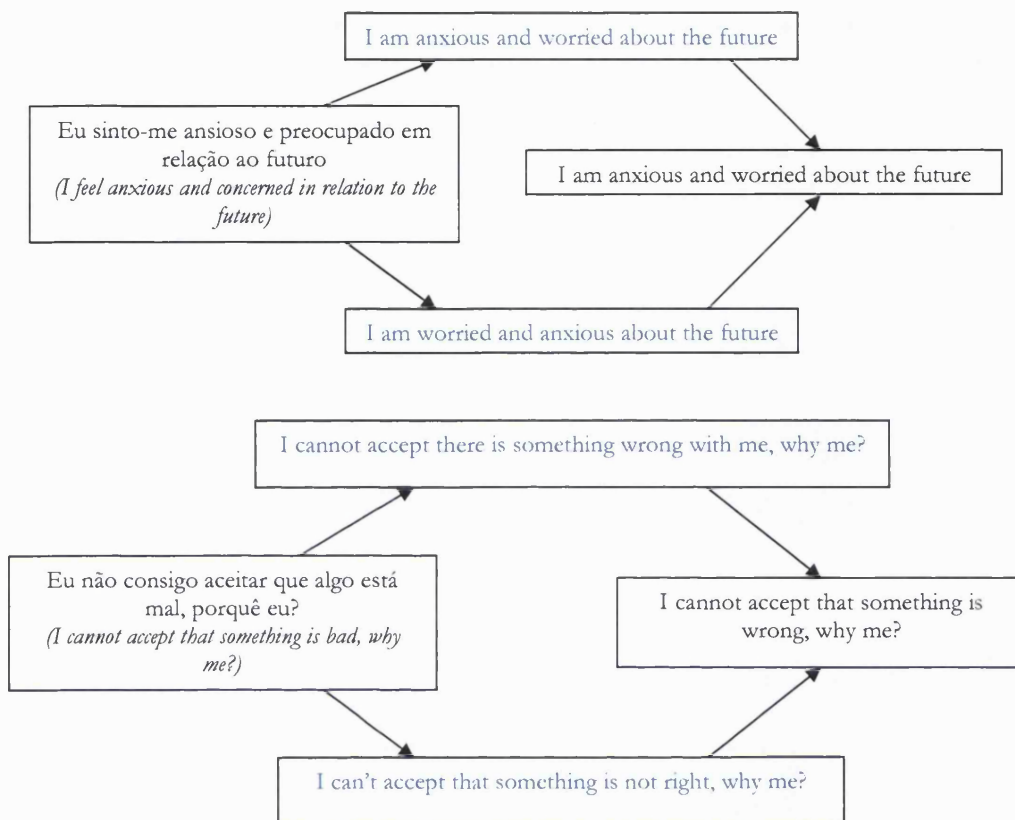 I am anxious and worried about the future
Eu sinto-me ansioso e preocupado em
relação ao futuro
(I feel anxious and concerned in relation to the
future)
I am anxious and worried about the future
I am worried and anxious about the future
I cannot accept there is something wrong with me, why me?
Eu não consigo aceitar que algo está
mal, porquê eu?
(I cannot accept that something is bad, why
me?)
I cannot accept that something is
wrong, why me?
I can't accept that something is not right, why me?